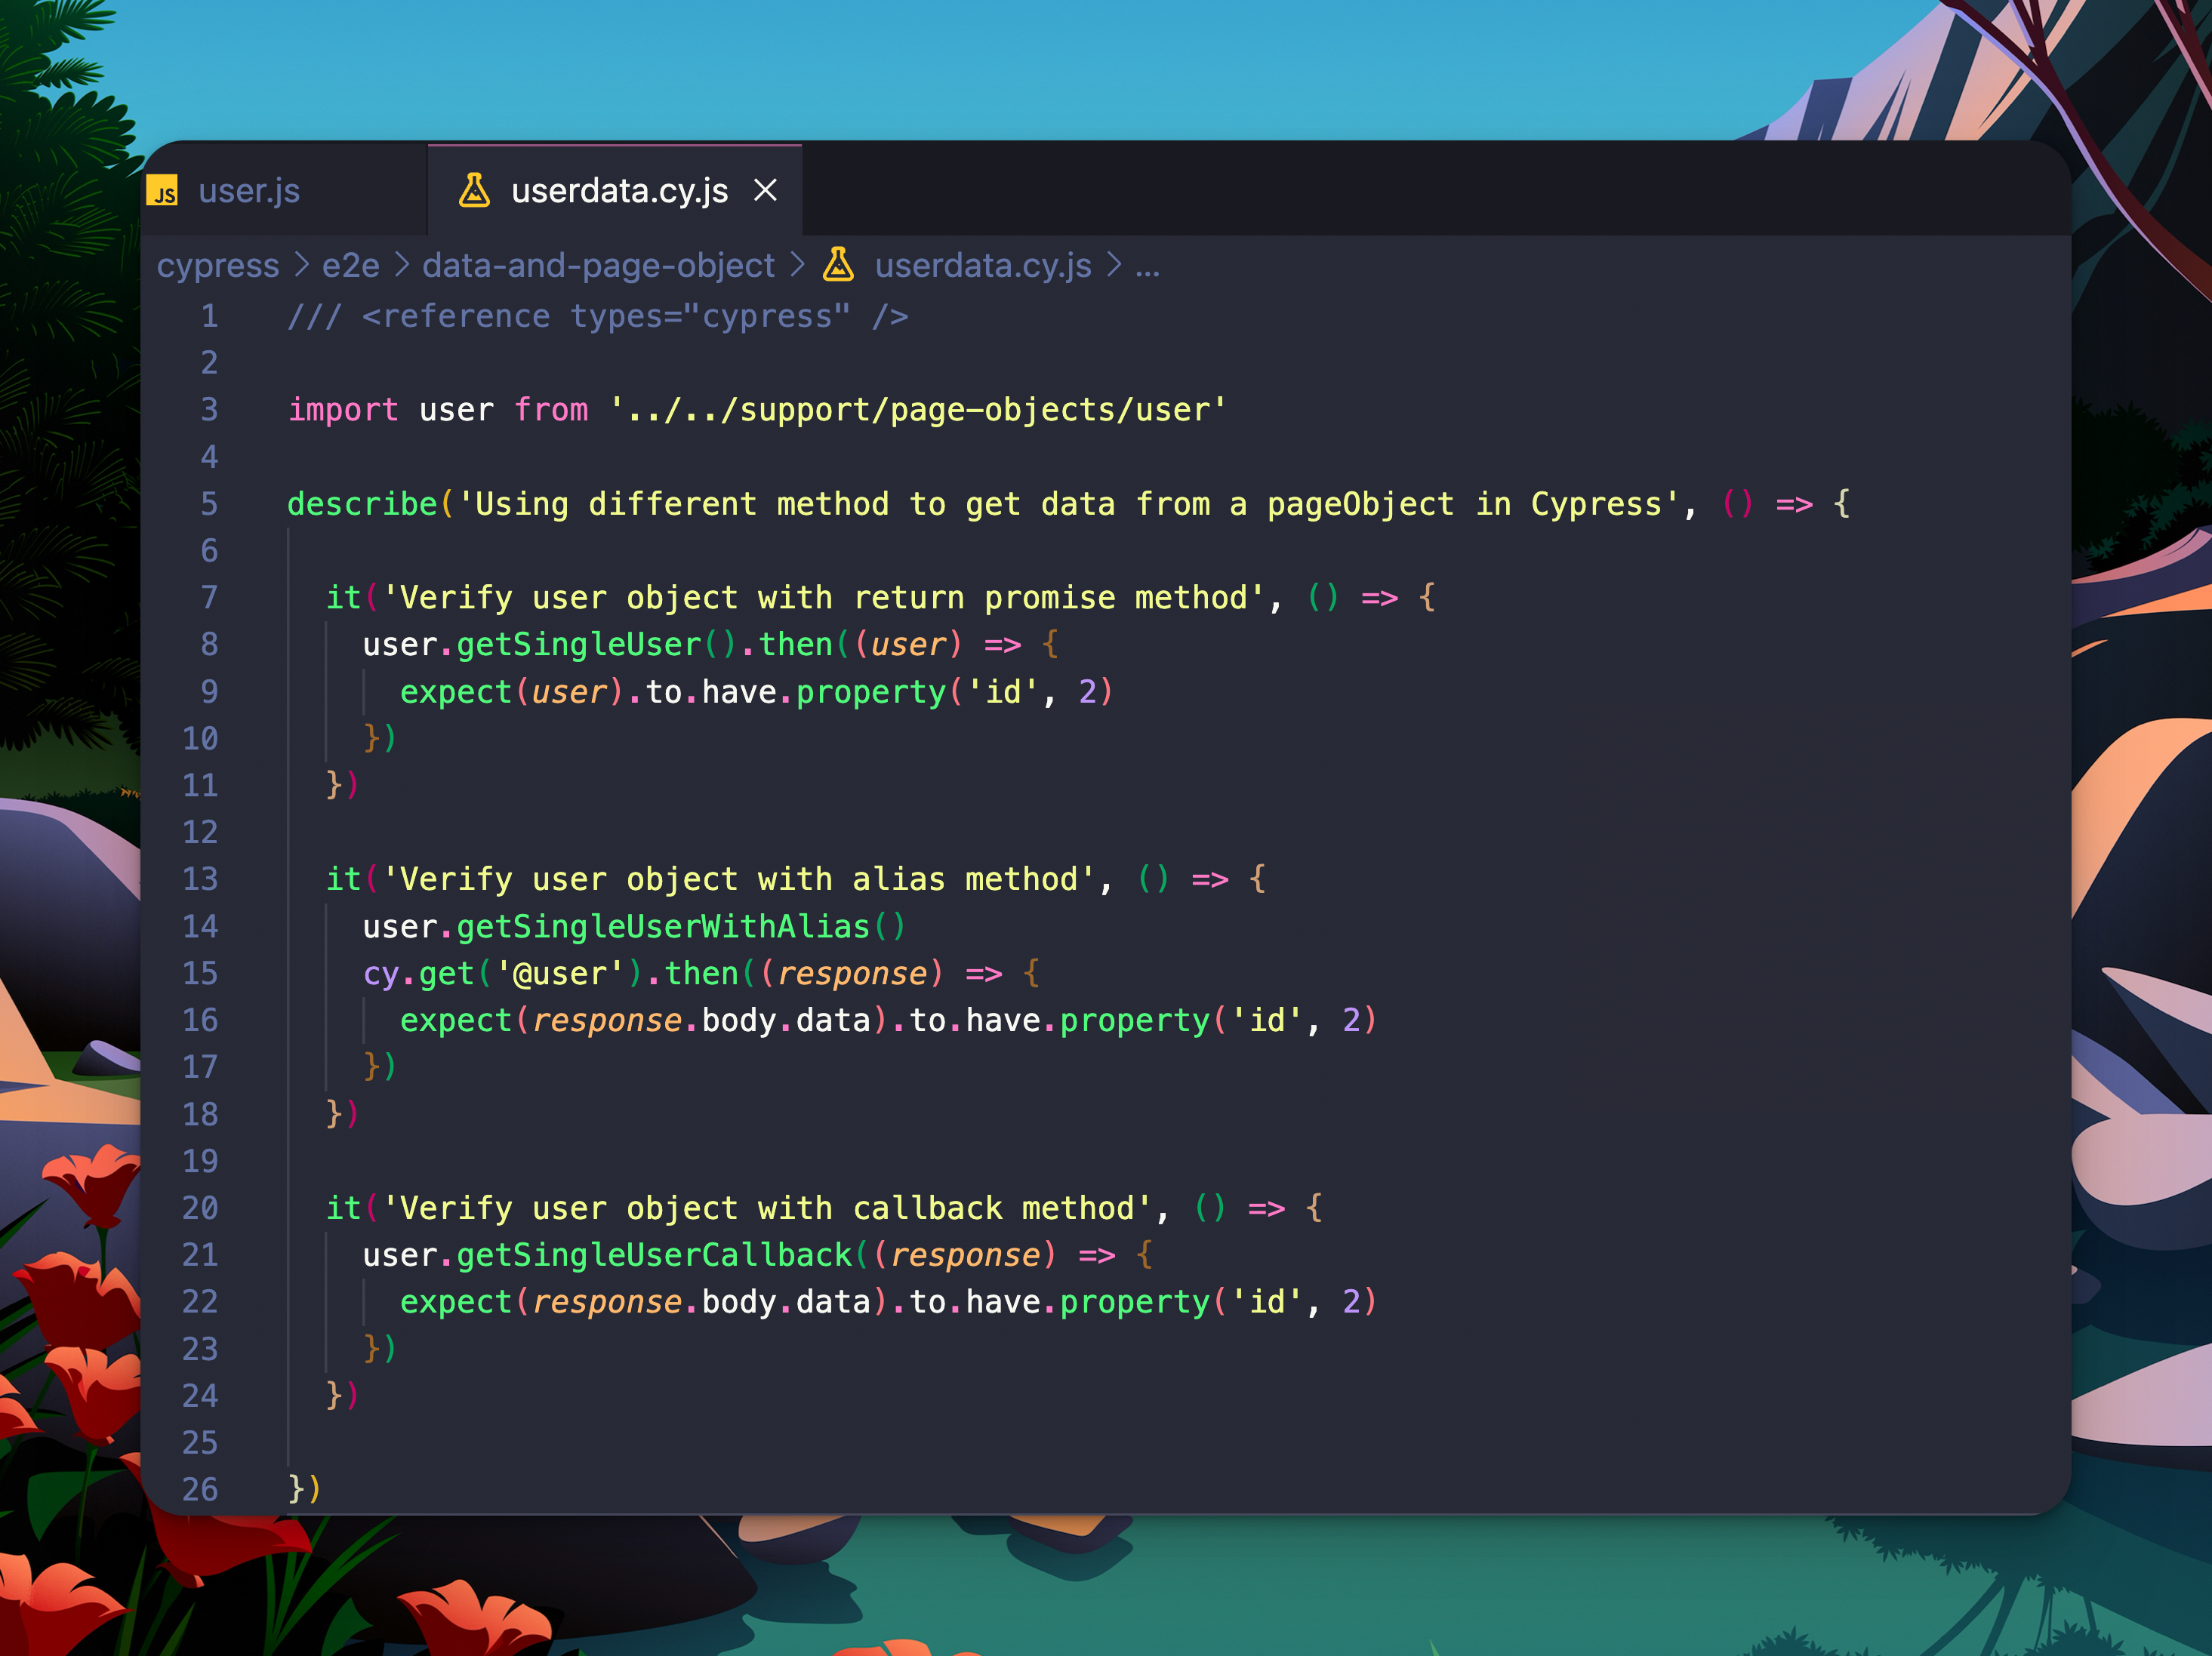 JS user.js userdata.cy.js
cypress > e2e > data-and-page-object > userdata.cy.js > ...
1 /// <reference types="cypress" />
2
3 import user from '../../support/page-objects/user'
4
5 describe('Using different method to get data from a pageObject in Cypress', () => {
6
7   it('Verify user object with return promise method', () => {
8     user.getSingleUser().then((user) => {
9       expect(user).to.have.property('id', 2)
10     })
11   })
12
13   it('Verify user object with alias method', () => {
14     user.getSingleUserWithAlias()
15     cy.get('@user').then((response) => {
16       expect(response.body.data).to.have.property('id', 2)
17     })
18   })
19
20   it('Verify user object with callback method', () => {
21     user.getSingleUserCallback((response) => {
22       expect(response.body.data).to.have.property('id', 2)
23     })
24   })
25
26 })